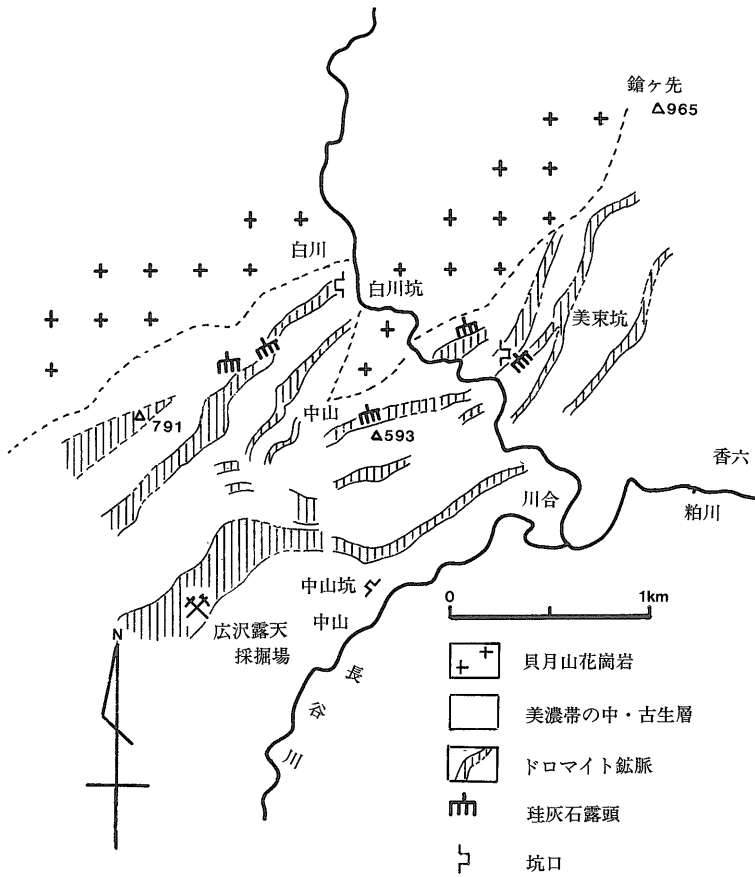 鎗ヶ先
△965
白川
白川坑
美束坑
791
中山
△593
香六
川合
粕川
中山坑
中山
広沢露天
採掘場
長谷川
N
0 1km
貝月山花崗岩
美濃帯の中・古生層
ドロマイト鉱脈
珪灰石露頭
坑口